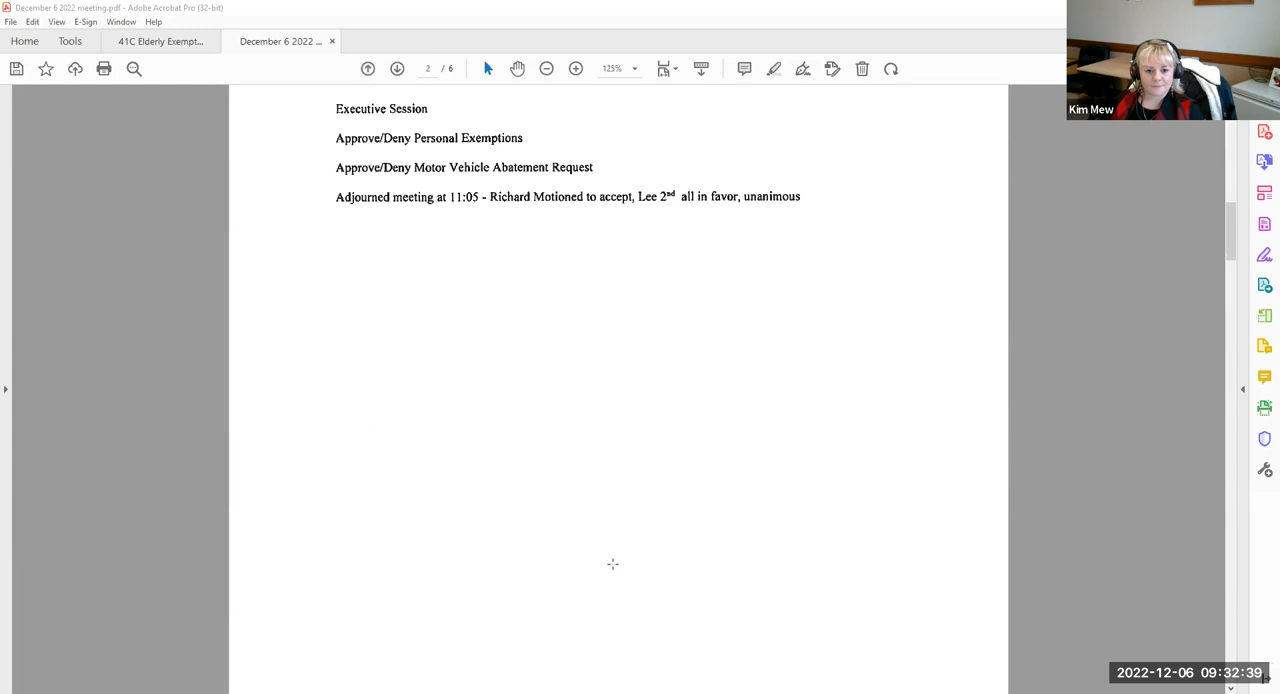 December 6 2022 meeting.pdf - Adobe Acrobat Pro (32-bit)
File Edit View E-Sign Window Help
Home Tools 41C Elderly Exempt... December 6 2022 ... ×
2 / 6 125%
Kim Mew
Executive Session
Approve/Deny Personal Exemptions
Approve/Deny Motor Vehicle Abatement Request
Adjourned meeting at 11:05 - Richard Motioned to accept, Lee 2nd all in favor, unanimous
2022-12-06 09:32:39